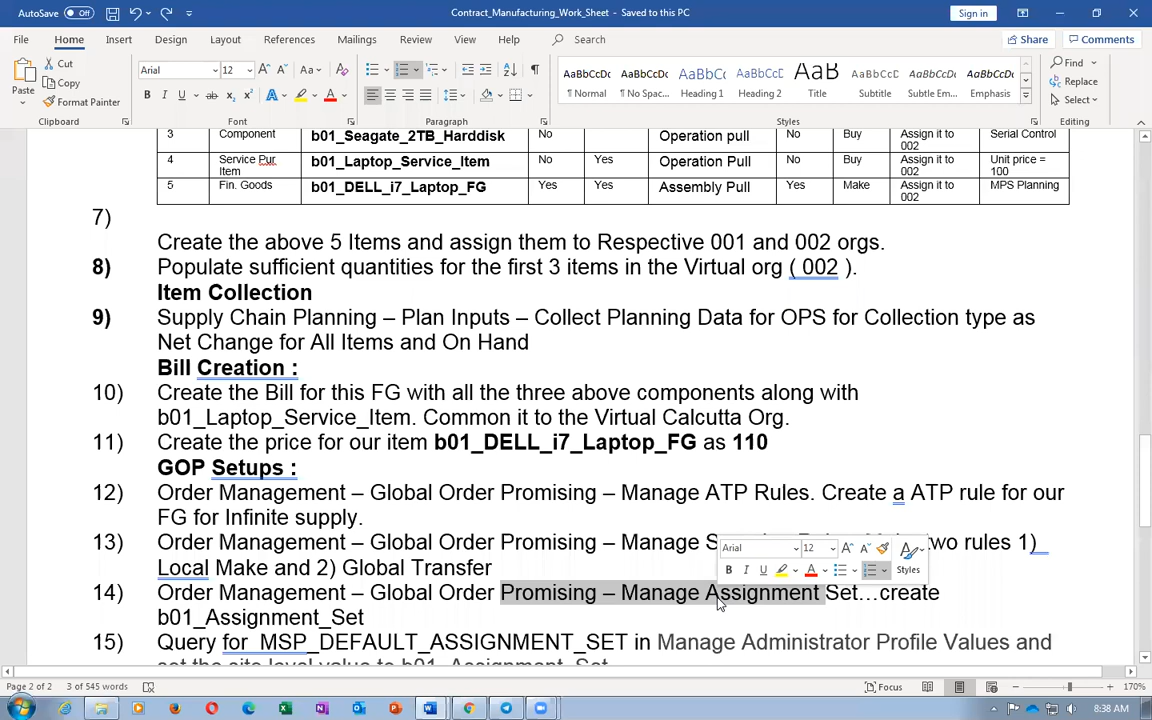 AutoSave Off Contract_Manufacturing_Work_Sheet - Saved to this PC Sign in
File Home Insert Design Layout References Mailings Review View Help Search Share Comments
Paste Cut Copy Format Painter Clipboard
Arial 12 Aa
B I U ab x₂ x² A A Font
Paragraph
AaBbCcDc ¶ Normal
AaBbCcDc ¶ No Spac...
AaBbCcD Heading 1
AaBbCcD Heading 2
AaB Title
AaBbCcD Subtitle
AaBbCcDc Subtle Em...
AaBbCcDc Emphasis
Styles
Find Replace Select Editing
3 Component b01_Seagate_2TB_Harddisk No Operation pull No Buy Assign it to 002 Serial Control
4 Service Pur Item b01_Laptop_Service_Item No Yes Operation Pull No Buy Assign it to 002 Unit price = 100
5 Fin. Goods b01_DELL_i7_Laptop_FG Yes Yes Assembly Pull Yes Make Assign it to 002 MPS Planning
7)
Create the above 5 Items and assign them to Respective 001 and 002 orgs.
8) Populate sufficient quantities for the first 3 items in the Virtual org ( 002 ).
Item Collection
9) Supply Chain Planning – Plan Inputs – Collect Planning Data for OPS for Collection type as
Net Change for All Items and On Hand
Bill Creation :
10) Create the Bill for this FG with all the three above components along with
b01_Laptop_Service_Item. Common it to the Virtual Calcutta Org.
11) Create the price for our item b01_DELL_i7_Laptop_FG as 110
GOP Setups :
12) Order Management – Global Order Promising – Manage ATP Rules. Create a ATP rule for our
FG for Infinite supply.
13) Order Management – Global Order Promising – Manage two rules 1)
Local Make and 2) Global Transfer
Arial 12
B I U A Styles
14) Order Management – Global Order Promising – Manage Assignment Set...create
b01_Assignment_Set
15) Query for MSP_DEFAULT_ASSIGNMENT_SET in Manage Administrator Profile Values and
set the site level value to b01_Assignment_Set
Page 2 of 2 3 of 545 words Focus 170%
8:38 AM